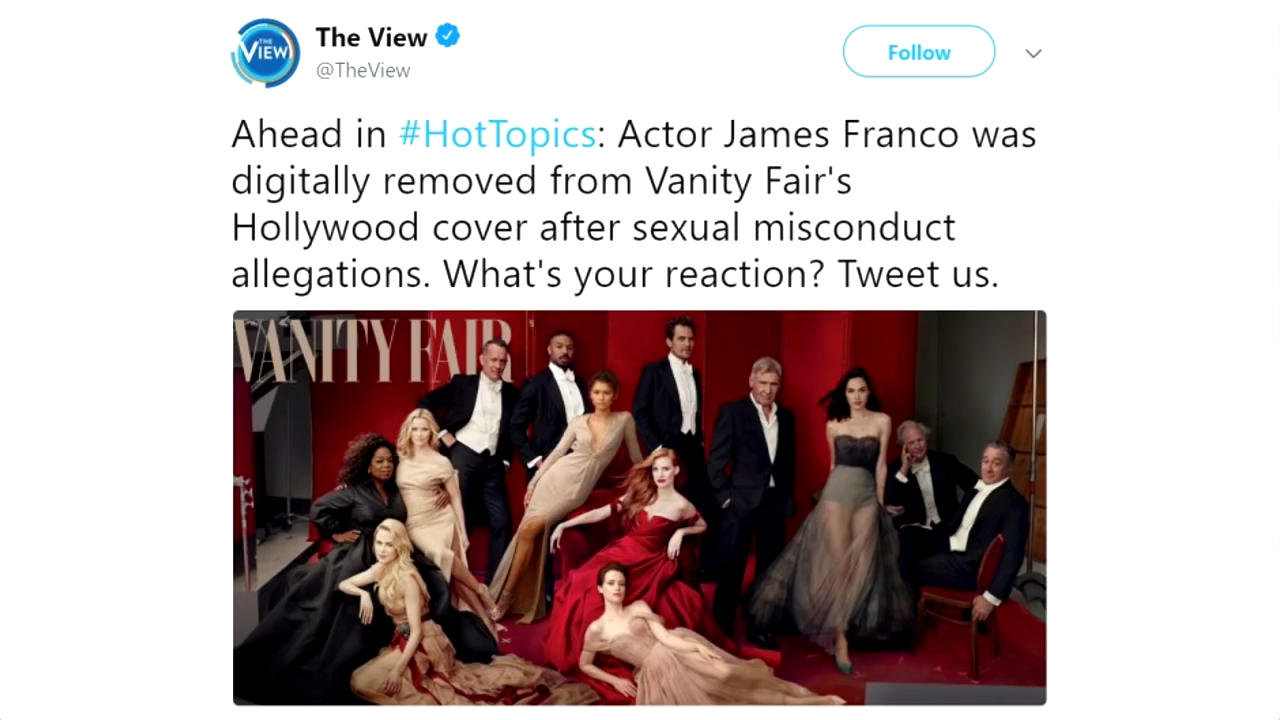 THE
VIEW
The View
@TheView
Follow
Ahead in #HotTopics: Actor James Franco was
digitally removed from Vanity Fair's
Hollywood cover after sexual misconduct
allegations. What's your reaction? Tweet us.
VANITY FAIR